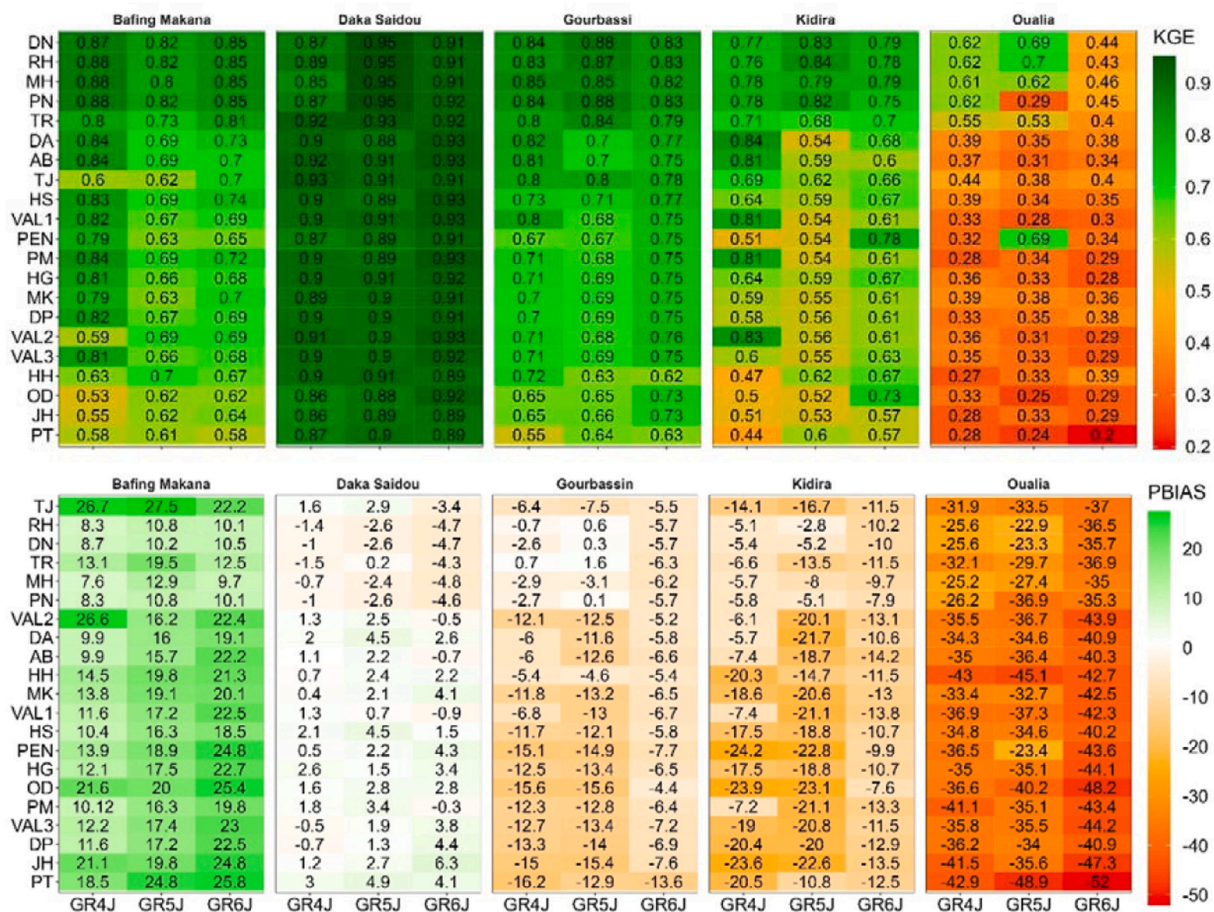 Bafing Makana Daka Saidou Gourbassi Kidira Oualia KGE
DN 0.87 0.82 0.85 0.87 0.95 0.91 0.84 0.88 0.83 0.77 0.83 0.79 0.62 0.69 0.44
RH 0.88 0.82 0.85 0.89 0.95 0.91 0.83 0.87 0.83 0.76 0.84 0.78 0.62 0.7 0.43
MH 0.88 0.8 0.85 0.85 0.95 0.91 0.85 0.85 0.82 0.78 0.79 0.79 0.61 0.62 0.46
PN 0.88 0.82 0.85 0.87 0.95 0.92 0.84 0.88 0.83 0.78 0.82 0.75 0.62 0.29 0.45
TR 0.8 0.73 0.81 0.92 0.93 0.92 0.8 0.84 0.79 0.71 0.68 0.7 0.55 0.53 0.4
DA 0.84 0.69 0.73 0.9 0.88 0.93 0.82 0.7 0.77 0.84 0.54 0.68 0.39 0.35 0.38
AB 0.84 0.69 0.7 0.92 0.91 0.93 0.81 0.7 0.75 0.81 0.59 0.6 0.37 0.31 0.34
TJ 0.6 0.62 0.7 0.93 0.91 0.91 0.8 0.8 0.78 0.69 0.62 0.66 0.44 0.38 0.4
HS 0.83 0.69 0.74 0.9 0.89 0.93 0.73 0.71 0.77 0.64 0.59 0.67 0.39 0.34 0.35
VAL1 0.82 0.67 0.69 0.9 0.91 0.93 0.8 0.68 0.75 0.81 0.54 0.61 0.33 0.28 0.3
PEN 0.79 0.63 0.65 0.87 0.89 0.91 0.67 0.67 0.75 0.51 0.54 0.78 0.32 0.69 0.34
PM 0.84 0.69 0.72 0.9 0.89 0.93 0.71 0.68 0.75 0.81 0.54 0.61 0.28 0.34 0.29
HG 0.81 0.66 0.68 0.9 0.91 0.92 0.71 0.69 0.75 0.64 0.59 0.67 0.36 0.33 0.28
MK 0.79 0.63 0.7 0.89 0.9 0.91 0.7 0.69 0.75 0.59 0.55 0.61 0.39 0.38 0.36
DP 0.82 0.67 0.69 0.9 0.9 0.91 0.7 0.69 0.75 0.58 0.56 0.61 0.33 0.35 0.38
VAL2 0.59 0.69 0.69 0.91 0.9 0.93 0.71 0.68 0.76 0.83 0.56 0.61 0.36 0.31 0.29
VAL3 0.81 0.66 0.68 0.9 0.9 0.92 0.71 0.69 0.75 0.6 0.55 0.63 0.35 0.33 0.29
HH 0.63 0.7 0.67 0.9 0.91 0.89 0.72 0.63 0.62 0.47 0.62 0.67 0.27 0.33 0.39
OD 0.53 0.62 0.62 0.86 0.88 0.92 0.65 0.65 0.73 0.5 0.52 0.73 0.33 0.25 0.29
JH 0.55 0.62 0.64 0.86 0.89 0.89 0.65 0.66 0.73 0.51 0.53 0.57 0.28 0.33 0.29
PT 0.58 0.61 0.58 0.87 0.9 0.89 0.55 0.64 0.63 0.44 0.6 0.57 0.28 0.24 0.2
0.9
0.8
0.7
0.6
0.5
0.4
0.3
0.2
Bafing Makana Daka Saidou Gourbassin Kidira Oualia PBIAS
TJ 26.7 27.5 22.2 1.6 2.9 -3.4 -6.4 -7.5 -5.5 -14.1 -16.7 -11.5 -31.9 -33.5 -37
RH 8.3 10.8 10.1 -1.4 -2.6 -4.7 -0.7 0.6 -5.7 -5.1 -2.8 -10.2 -25.6 -22.9 -36.5
DN 8.7 10.2 10.5 -1 -2.6 -4.7 -2.6 0.3 -5.7 -5.4 -5.2 -10 -25.6 -23.3 -35.7
TR 13.1 19.5 12.5 -1.5 0.2 -4.3 0.7 1.6 -6.3 -6.6 -13.5 -11.5 -32.1 -29.7 -36.9
MH 7.6 12.9 9.7 -0.7 -2.4 -4.8 -2.9 -3.1 -6.2 -5.7 -8 -9.7 -25.2 -27.4 -35
PN 8.3 10.8 10.1 -1 -2.6 -4.6 -2.7 0.1 -5.7 -5.8 -5.1 -7.9 -26.2 -36.9 -35.3
VAL2 26.6 16.2 22.4 1.3 2.5 -0.5 -12.1 -12.5 -5.2 -6.1 -20.1 -13.1 -35.5 -36.7 -43.9
DA 9.9 16 19.1 2 4.5 2.6 -6 -11.6 -5.8 -5.7 -21.7 -10.6 -34.3 -34.6 -40.9
AB 9.9 15.7 22.2 1.1 2.2 -0.7 -6 -12.6 -6.6 -7.4 -18.7 -14.2 -35 -36.4 -40.3
HH 14.5 19.8 21.3 0.7 2.4 2.2 -5.4 -4.6 -5.4 -20.3 -14.7 -11.5 -43 -45.1 -42.7
MK 13.8 19.1 20.1 0.4 2.1 4.1 -11.8 -13.2 -6.5 -18.6 -20.6 -13 -33.4 -32.7 -42.5
VAL1 11.6 17.2 22.5 1.3 0.7 -0.9 -6.8 -13 -6.7 -7.4 -21.1 -13.8 -36.9 -37.3 -42.3
HS 10.4 16.3 18.5 2.1 4.5 1.5 -11.7 -12.1 -5.8 -17.5 -18.8 -10.7 -34.8 -34.6 -40.2
PEN 13.9 18.9 24.8 0.5 2.2 4.3 -15.1 -14.9 -7.7 -24.2 -22.8 -9.9 -36.5 -23.4 -43.6
HG 12.1 17.5 22.7 2.6 1.5 3.4 -12.5 -13.4 -6.5 -17.5 -18.8 -10.7 -35 -35.1 -44.1
OD 21.6 20 25.4 1.6 2.8 2.8 -15.6 -15.6 -4.4 -23.9 -23.1 -7.6 -36.6 -40.2 -48.2
PM 10.12 16.3 19.8 1.8 3.4 -0.3 -12.3 -12.8 -6.4 -7.2 -21.1 -13.3 -41.1 -35.1 -43.4
VAL3 12.2 17.4 23 -0.5 1.9 3.8 -12.7 -13.4 -7.2 -19 -20.8 -11.5 -35.8 -35.5 -44.2
DP 11.6 17.2 22.5 -0.7 1.3 4.4 -13.3 -14 -6.9 -20.4 -20 -12.9 -36.2 -34 -40.9
JH 21.1 19.8 24.8 1.2 2.7 6.3 -15 -15.4 -7.6 -23.6 -22.6 -13.5 -41.5 -35.6 -47.3
PT 18.5 24.8 25.8 3 4.9 4.1 -16.2 -12.9 -13.6 -20.5 -10.8 -12.5 -42.9 -48.9 -52
GR4J GR5J GR6J GR4J GR5J GR6J GR4J GR5J GR6J GR4J GR5J GR6J GR4J GR5J GR6J
20
10
0
-10
-20
-30
-40
-50